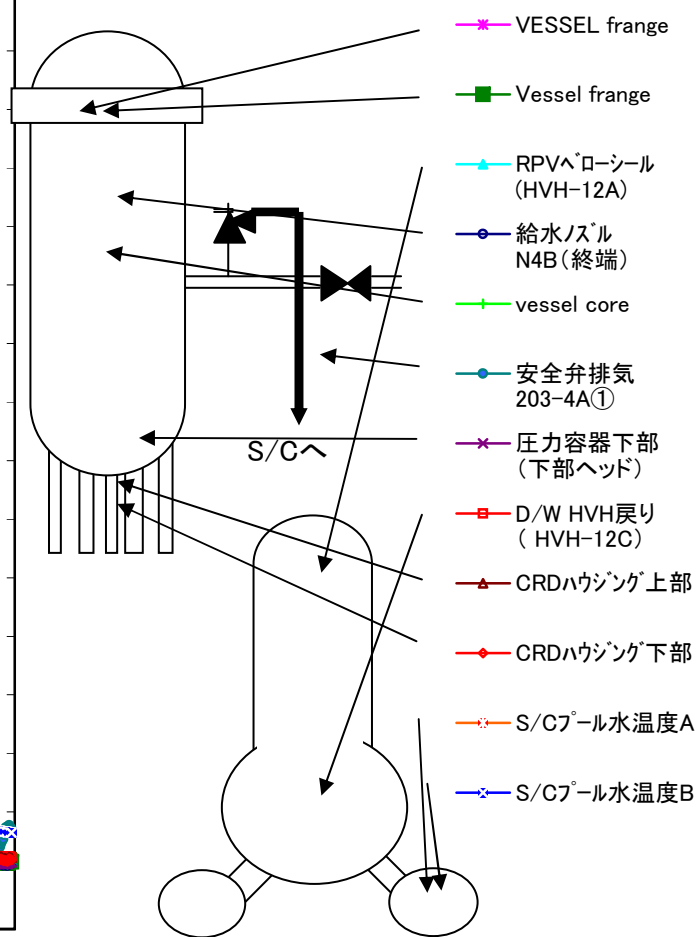 VESSEL frange
Vessel frange
RPVﾍﾞﾛｰｼｰﾙ
(HVH-12A)
給水ﾉｽﾞﾙ
N4B(終端)
vessel core
安全弁排気
203-4A①
圧力容器下部
(下部ヘッド)
D/W HVH戻り
( HVH-12C)
CRDﾊｳｼﾞﾝｸﾞ上部
CRDﾊｳｼﾞﾝｸﾞ下部
S/Cﾌﾟｰﾙ水温度A
S/Cﾌﾟｰﾙ水温度B
S/Cへ